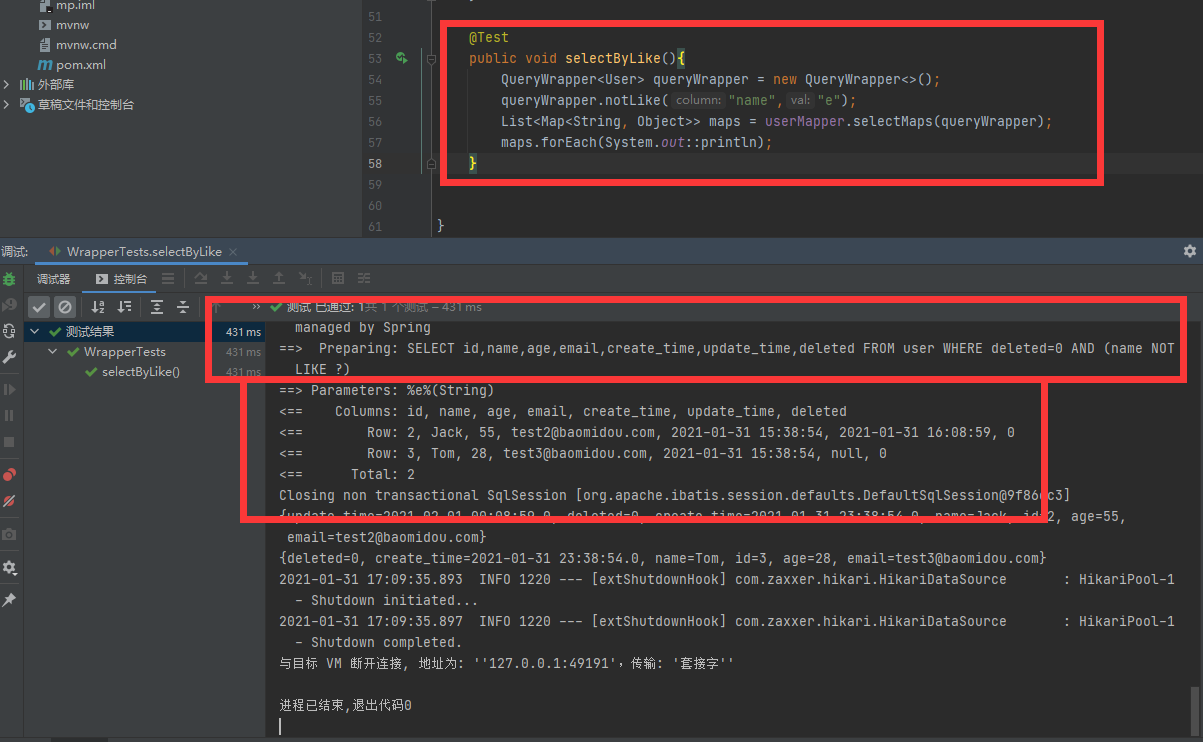 mp.iml
mvnw
mvnw.cmd
pom.xml
外部库
草稿文件和控制台
51
52 @Test
53 public void selectByLike(){
54 QueryWrapper<User> queryWrapper = new QueryWrapper<>();
55 queryWrapper.notLike( column: "name", val: "e");
56 List<Map<String, Object>> maps = userMapper.selectMaps(queryWrapper);
57 maps.forEach(System.out::println);
58 }
59
60
61 }
调试: WrapperTests.selectByLike
调试器 控制台
测试 已通过: 1共 1 个测试 – 431 ms
测试结果 431 ms
WrapperTests 431 ms
selectByLike() 431 ms
managed by Spring
==>  Preparing: SELECT id,name,age,email,create_time,update_time,deleted FROM user WHERE deleted=0 AND (name NOT
LIKE ?)
==> Parameters: %e%(String)
<==    Columns: id, name, age, email, create_time, update_time, deleted
<==        Row: 2, Jack, 55, test2@baomidou.com, 2021-01-31 15:38:54, 2021-01-31 16:08:59, 0
<==        Row: 3, Tom, 28, test3@baomidou.com, 2021-01-31 15:38:54, null, 0
<==      Total: 2
Closing non transactional SqlSession
{update_time=2021-02-01 00:08:59.0, deleted=0, create_time=2021-01-31 23:38:54.0, name=Jack, id=2, age=55,
email=test2@baomidou.com}
{deleted=0, create_time=2021-01-31 23:38:54.0, name=Tom, id=3, age=28, email=test3@baomidou.com}
2021-01-31 17:09:35.893  INFO 1220 --- [extShutdownHook] com.zaxxer.hikari.HikariDataSource       : HikariPool-1
- Shutdown initiated...
2021-01-31 17:09:35.897  INFO 1220 --- [extShutdownHook] com.zaxxer.hikari.HikariDataSource       : HikariPool-1
- Shutdown completed.
与目标 VM 断开连接, 地址为: ''127.0.0.1:49191'，传输: '套接字''
进程已结束,退出代码0